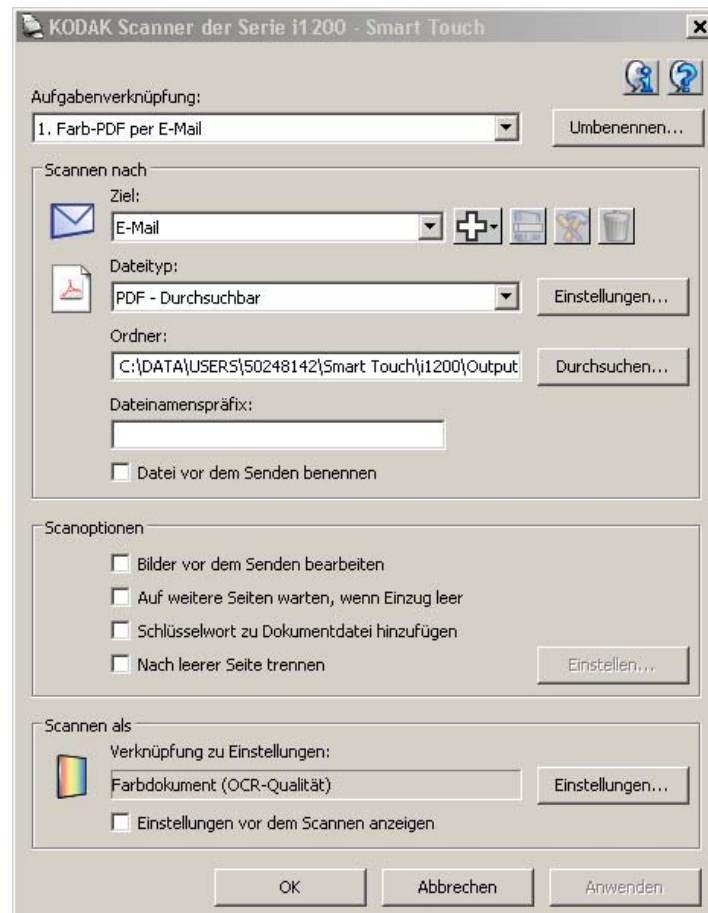 KODAK Scanner der Serie i1200 - Smart Touch
Aufgabenverknüpfung:
1. Farb-PDF per E-Mail
Umbenennen...
Scannen nach
Ziel:
E-Mail
Dateityp:
PDF - Durchsuchbar
Einstellungen...
Ordner:
C:\DATA\USERS\50248142\Smart Touch\i1200\Output
Durchsuchen...
Dateinamenspräfix:
Datei vor dem Senden benennen
Scanoptionen
Bilder vor dem Senden bearbeiten
Auf weitere Seiten warten, wenn Einzug leer
Schlüsselwort zu Dokumentdatei hinzufügen
Nach leerer Seite trennen
Einstellen...
Scannen als
Verknüpfung zu Einstellungen:
Farbdokument (OCR-Qualität)
Einstellungen...
Einstellungen vor dem Scannen anzeigen
OK
Abbrechen
Anwenden